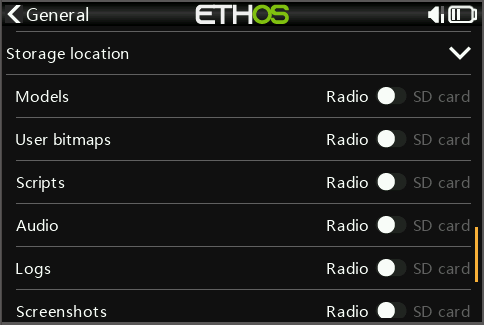 General
ETHOS
Storage location
Models Radio SD card
User bitmaps Radio SD card
Scripts Radio SD card
Audio Radio SD card
Logs Radio SD card
Screenshots Radio SD card